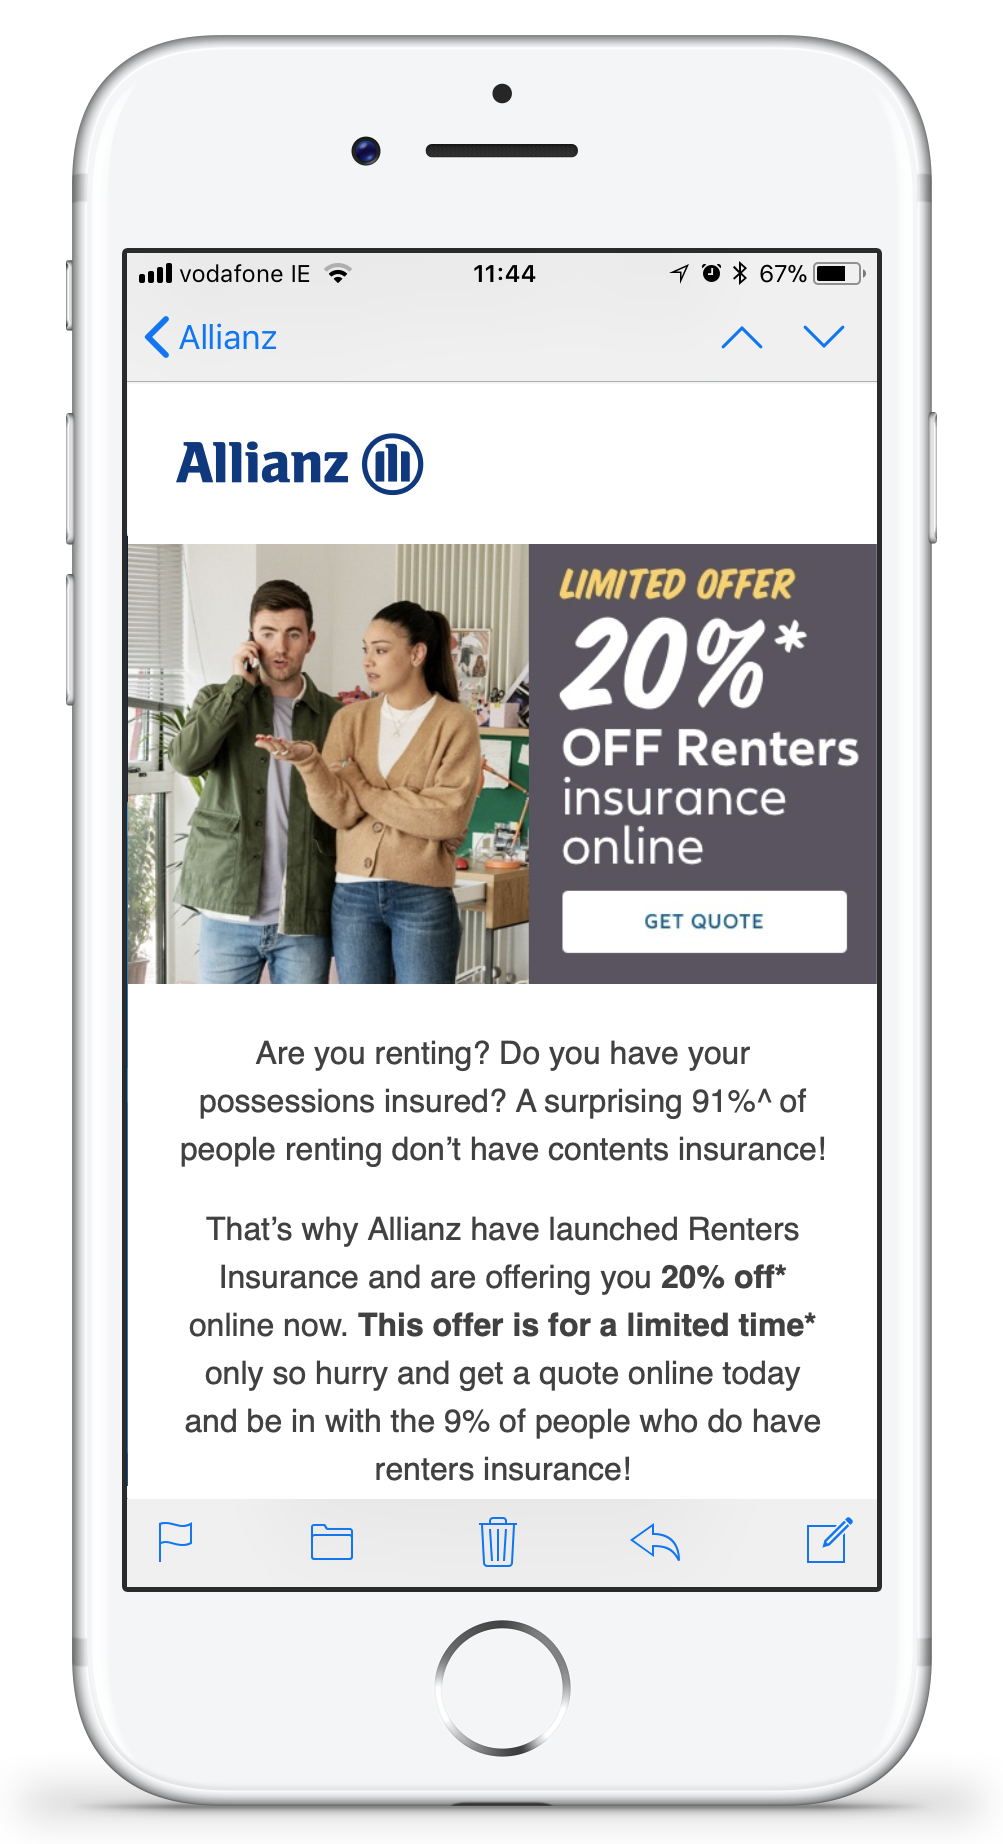 vodafone IE 11:44 67%
Allianz
Allianz
LIMITED OFFER
20%*
OFF Renters
insurance
online
GET QUOTE
Are you renting? Do you have your
possessions insured? A surprising 91%^ of
people renting don’t have contents insurance!
That’s why Allianz have launched Renters
Insurance and are offering you 20% off*
online now. This offer is for a limited time*
only so hurry and get a quote online today
and be in with the 9% of people who do have
renters insurance!